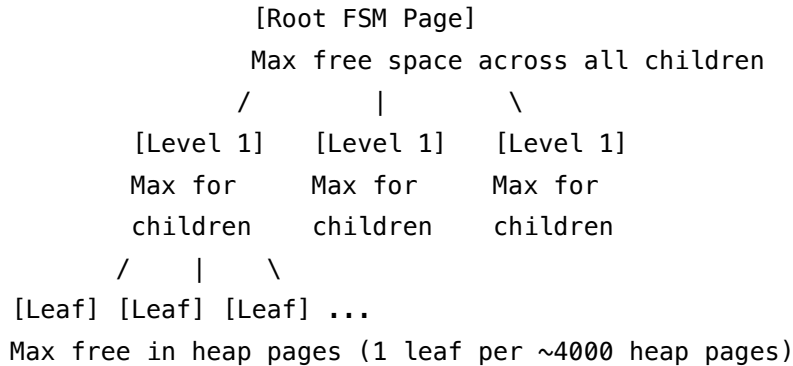 [Root FSM Page]
Max free space across all children
/ | \
[Level 1] [Level 1] [Level 1]
Max for Max for Max for
children children children
/ | \
[Leaf] [Leaf] [Leaf] ...
Max free in heap pages (1 leaf per ~4000 heap pages)